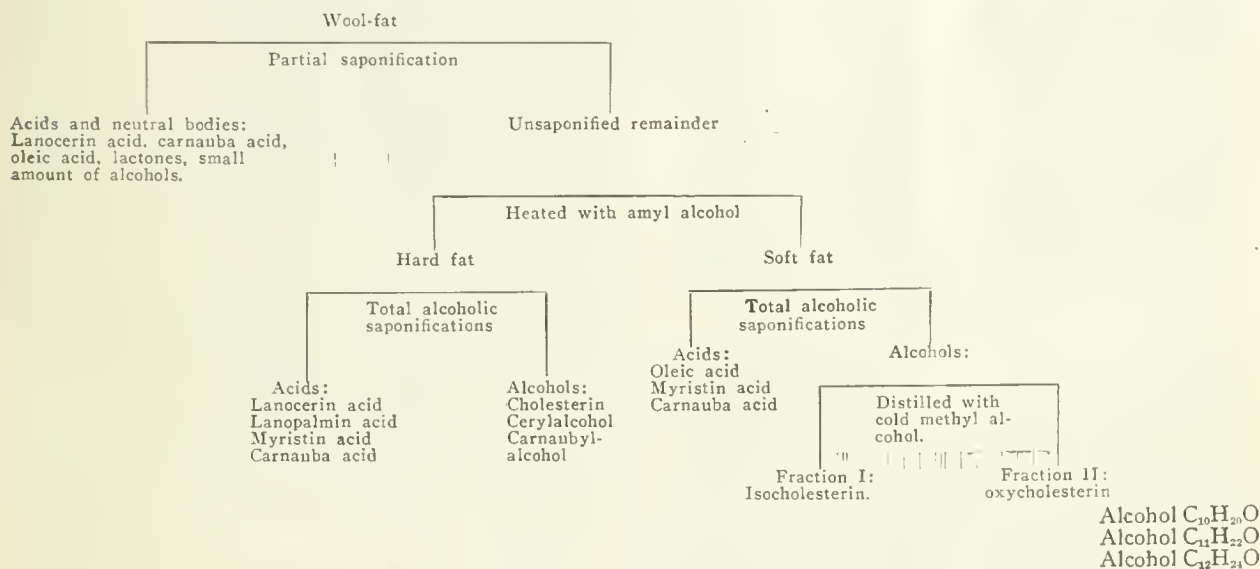 Wool-fat
Partial saponification
Acids and neutral bodies:
Lanocerin acid, carnauba acid,
oleic acid, lactones, small
amount of alcohols.
Unsaponified remainder
Heated with amyl alcohol
Hard fat
Soft fat
Total alcoholic
saponifications
Total alcoholic
saponifications
Acids:
Lanocerin acid
Lanopalmin acid
Myristin acid
Carnauba acid
Alcohols:
Cholesterin
Cerylalcohol
Carnaubyl-
alcohol
Acids:
Oleic acid
Myristin acid
Carnauba acid
Alcohols:
Distilled with
cold methyl al-
cohol.
Fraction I:
Isocholesterin.
Fraction II:
oxycholesterin
Alcohol C₁₀H₂₀O
Alcohol C₁₁H₂₂O
Alcohol C₁₂H₂₄O